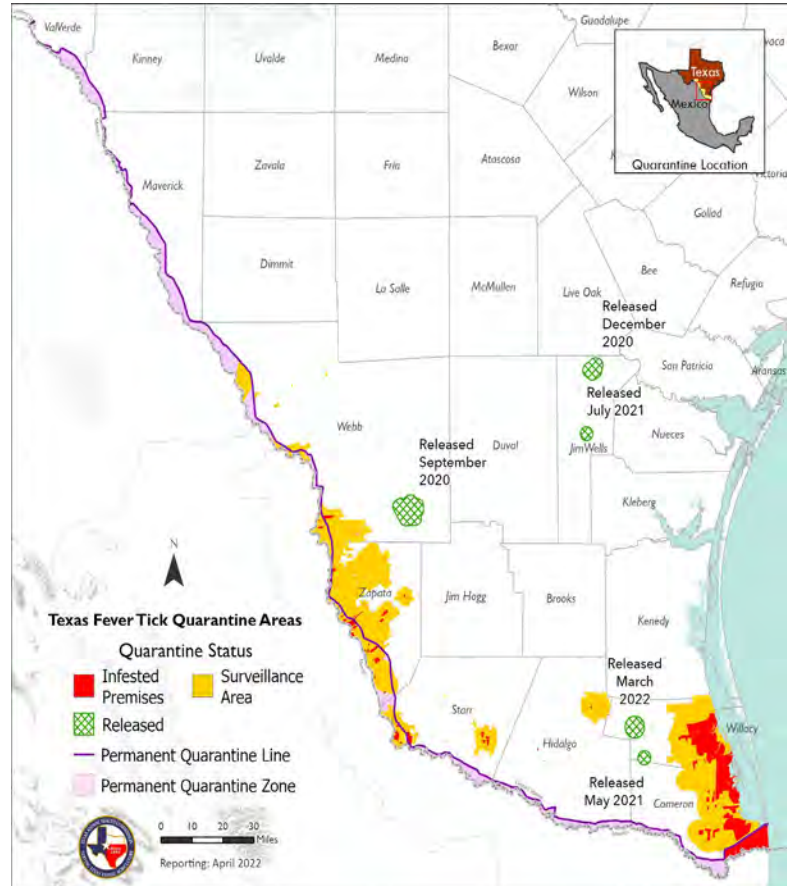 ValVerde
Kinney
Uvalde
Medina
Bexar
Guadalupe
Wilson
Texas
Mexico
Quarantine Location
Maverick
Zavala
Frio
Atascosa
Goliad
Dimmit
La Salle
McMullen
Live Oak
Bee
Refugio
Released
December
2020
San Patricio
Aransas
Released
July 2021
Webb
Duval
JimWells
Nueces
Released
September
2020
Kleberg
N
Zapata
Jim Hogg
Brooks
Kenedy
Texas Fever Tick Quarantine Areas
Quarantine Status
Infested
Premises
Surveillance
Area
Released
Permanent Quarantine Line
Permanent Quarantine Zone
Released
March
2022
Starr
Hidalgo
Willacy
Released
May 2021
Cameron
0 10 20 30
Miles
Reporting: April 2022